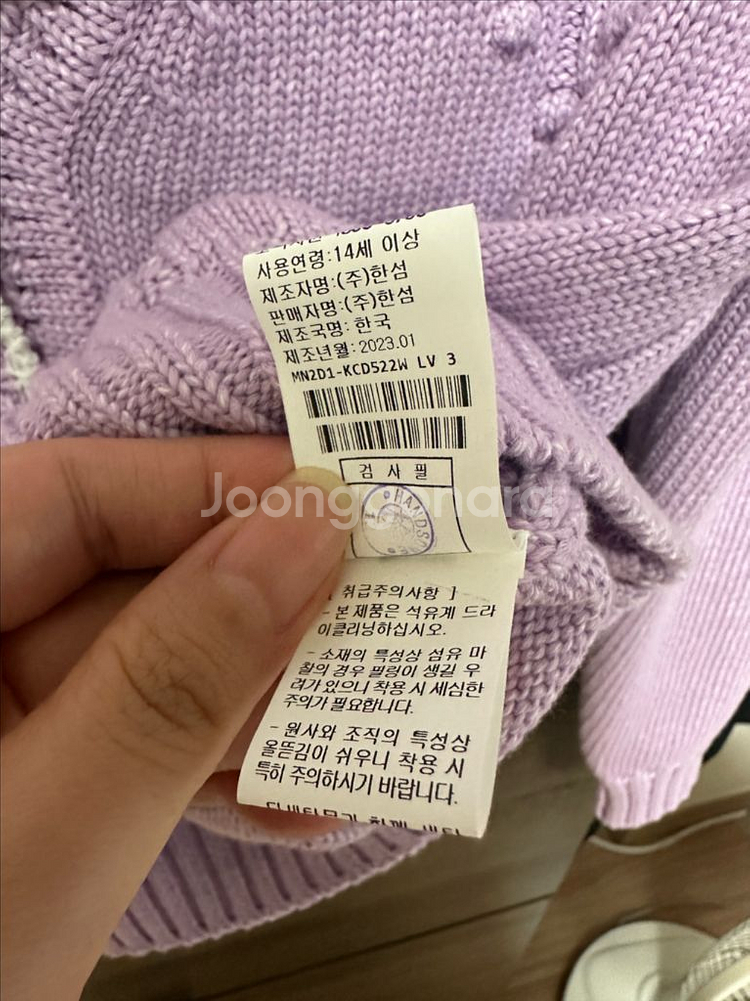 사용연령:14세 이상
제조자명:(주)한섬
판매자명:(주)한섬
제조국명: 한국
제조년월: 2023.01
MN2D1-KCD522W LV 3
검 사 필
HANDSOME
Joongonara
[ 취급주의사항 ]
- 본 제품은 석유계 드라
이클리닝하십시오.
- 소재의 특성상 섬유 마
찰의 경우 필링이 생길 우
려가 있으니 착용 시 세심한
주의가 필요합니다.
- 원사와 조직의 특성상
올뜯김이 쉬우니 착용 시
특히 주의하시기 바랍니다.